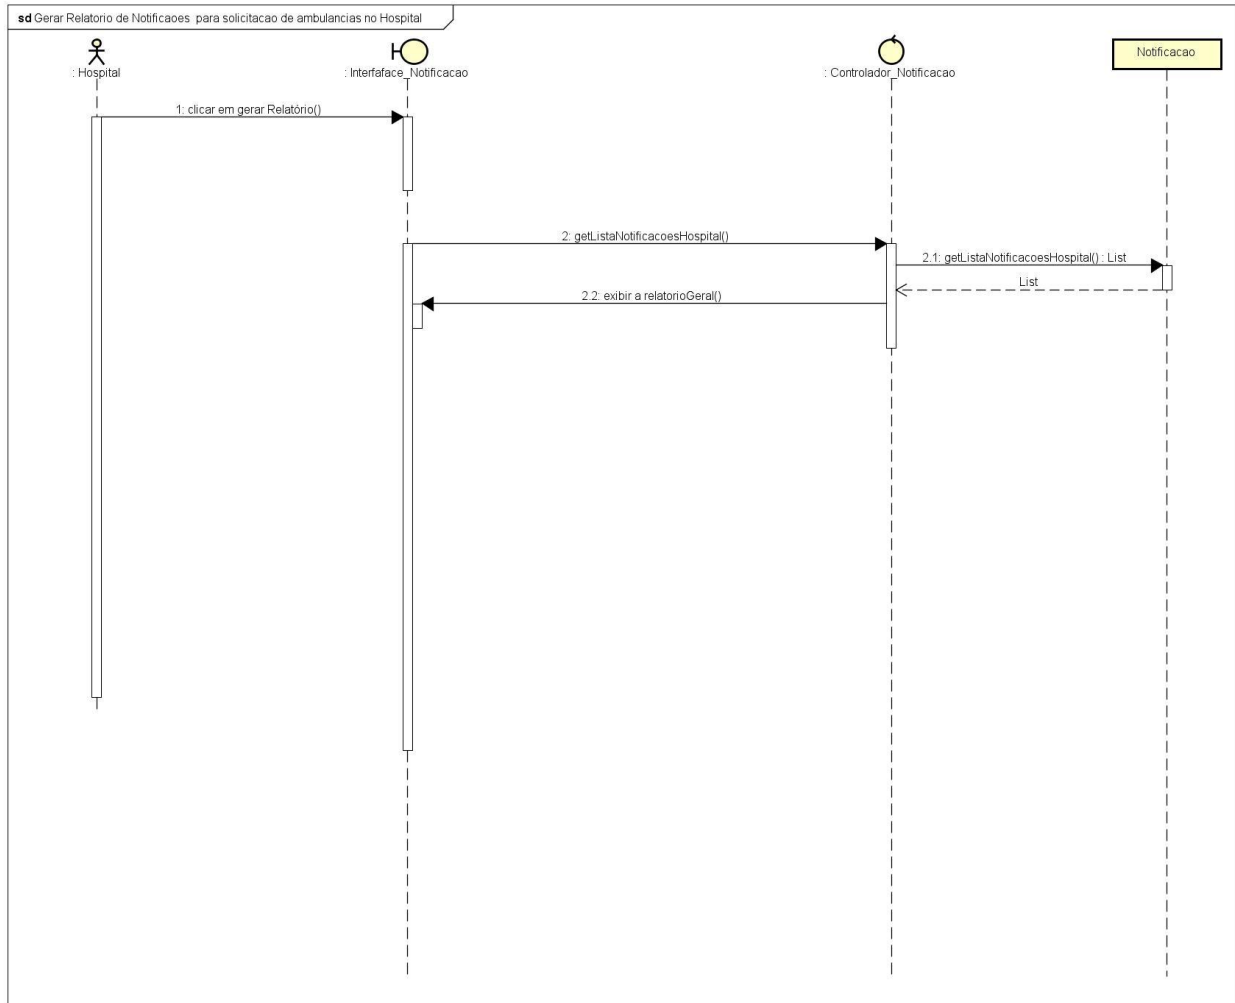 sd Gerar Relatorio de Notificaoes para solicitacao de ambulancias no Hospital
: Hospital
: Interfaface_Notificacao
: Controlador_Notificacao
Notificacao
1: clicar em gerar Relatório()
2: getListaNotificacoesHospital()
2.1: getListaNotificacoesHospital() : List
List
2.2: exibir a relatorioGeral()